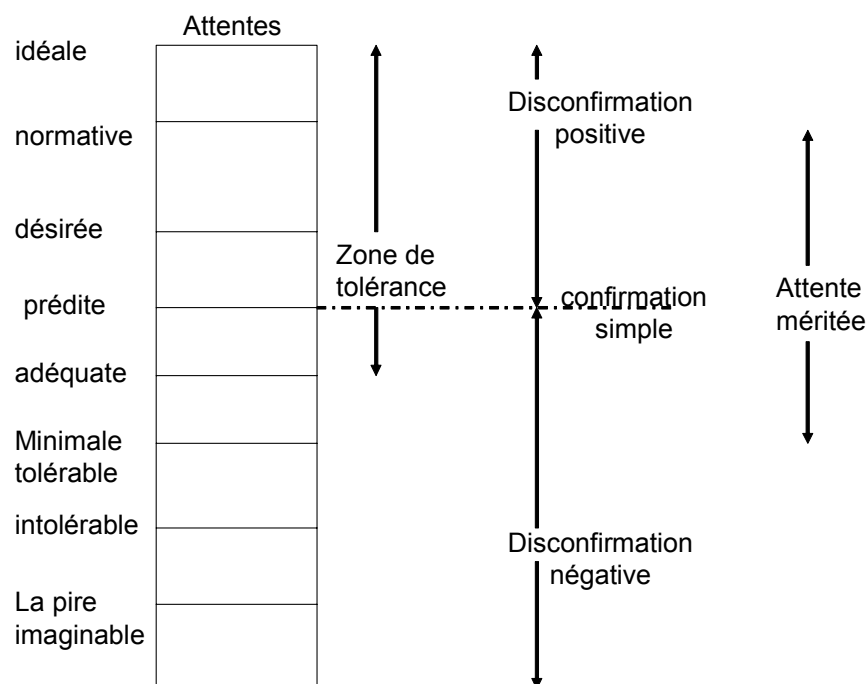 Attentes
idéale
normative
désirée
prédite
adéquate
Minimale
tolérable
intolérable
La pire
imaginable
Zone de
tolérance
Disconfirmation
positive
confirmation
simple
Disconfirmation
négative
Attente
méritée